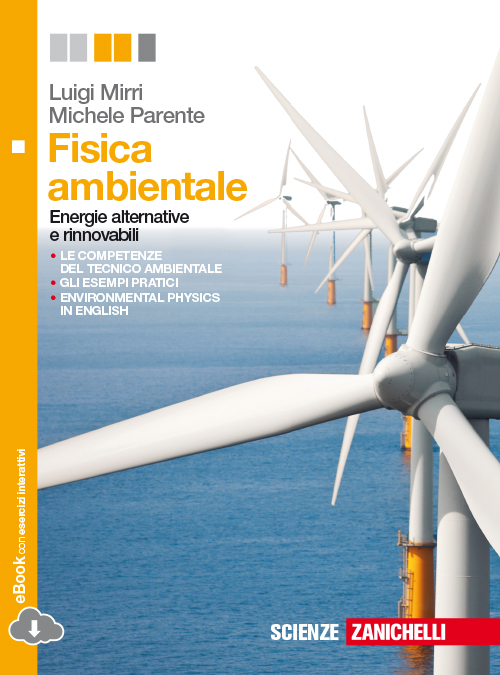 Luigi Mirri
Michele Parente
Fisica
ambientale
Energie alternative
e rinnovabili
• LE COMPETENZE
DEL TECNICO AMBIENTALE
• GLI ESEMPI PRATICI
• ENVIRONMENTAL PHYSICS
IN ENGLISH
eBook con esercizi interattivi
SCIENZE ZANICHELLI